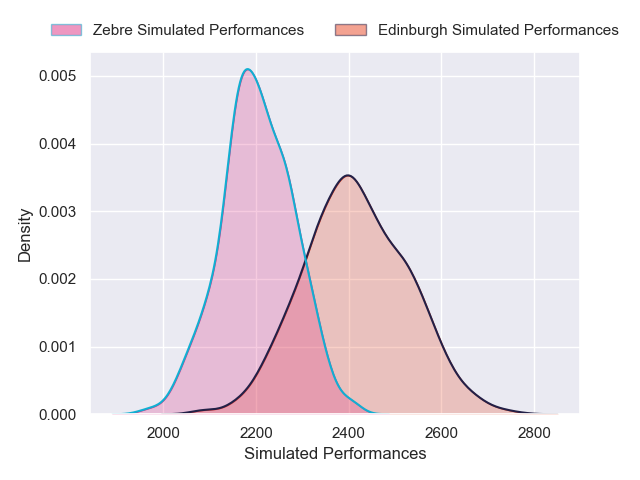 Zebre Simulated Performances
Edinburgh Simulated Performances
0.005
0.004
0.003
0.002
0.001
0.000
Density
2000
2200
2400
2600
2800
Simulated Performances